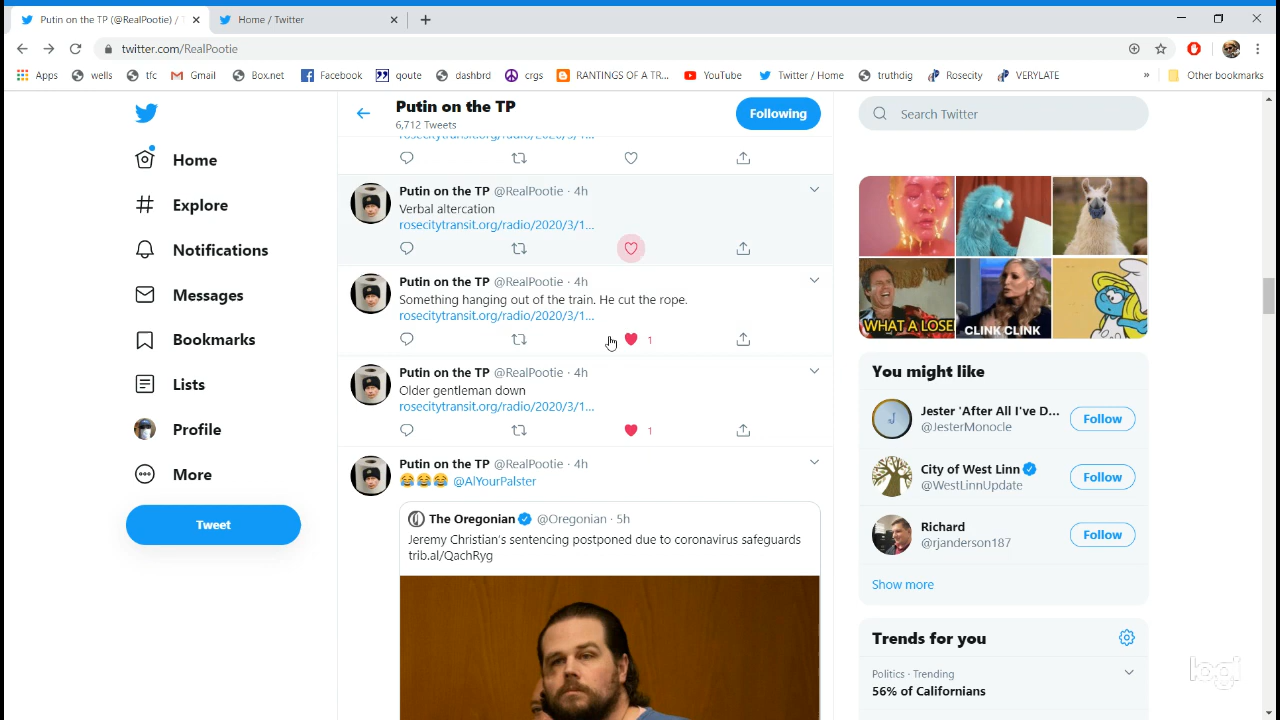 Putin on the TP (@RealPootie) /
Home / Twitter
twitter.com/RealPootie
Apps
wells
tfc
Gmail
Box.net
Facebook
qoute
dashbrd
crgs
RANTINGS OF A TR...
YouTube
Twitter / Home
truthdig
Rosecity
VERYLATE
»
Other bookmarks
Home
Explore
Notifications
Messages
Bookmarks
Lists
Profile
More
Tweet
Putin on the TP
6,712 Tweets
Following
rosecitytransit.org/radio/2020/3/1...
Putin on the TP @RealPootie · 4h
Verbal altercation
rosecitytransit.org/radio/2020/3/1...
Putin on the TP @RealPootie · 4h
Something hanging out of the train. He cut the rope.
rosecitytransit.org/radio/2020/3/1...
1
Putin on the TP @RealPootie · 4h
Older gentleman down
rosecitytransit.org/radio/2020/3/1...
1
Putin on the TP @RealPootie · 4h
😂😂😂 @AlYourPalster
The Oregonian @Oregonian · 5h
Jeremy Christian's sentencing postponed due to coronavirus safeguards
trib.al/QachRyg
Search Twitter
WHAT A LOSE
CLINK CLINK
You might like
J
Jester 'After All I've D...
@JesterMonocle
Follow
City of West Linn
@WestLinnUpdate
Follow
Richard
@rjanderson187
Follow
Show more
Trends for you
Politics · Trending
56% of Californians
logi